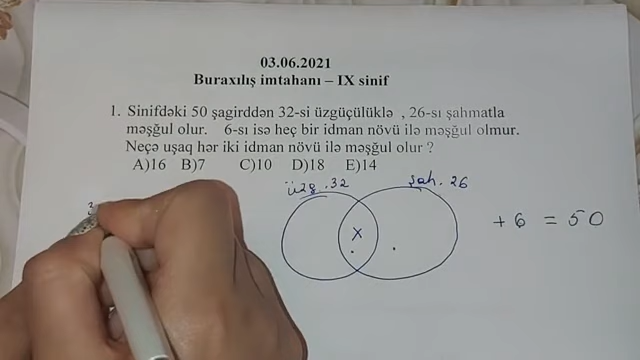 03.06.2021
Buraxılış imtahanı – IX sinif
1. Sinifdəki 50 şagirddən 32-si üzgüçülüklə , 26-sı şahmatla
məşğul olur. 6-sı isə heç bir idman növü ilə məşğul olmur.
Neçə uşaq hər iki idman növü ilə məşğul olur ?
A)16 B)7 C)10 D)18 E)14
üzg . 32 şah . 26
x + 6 = 50
3